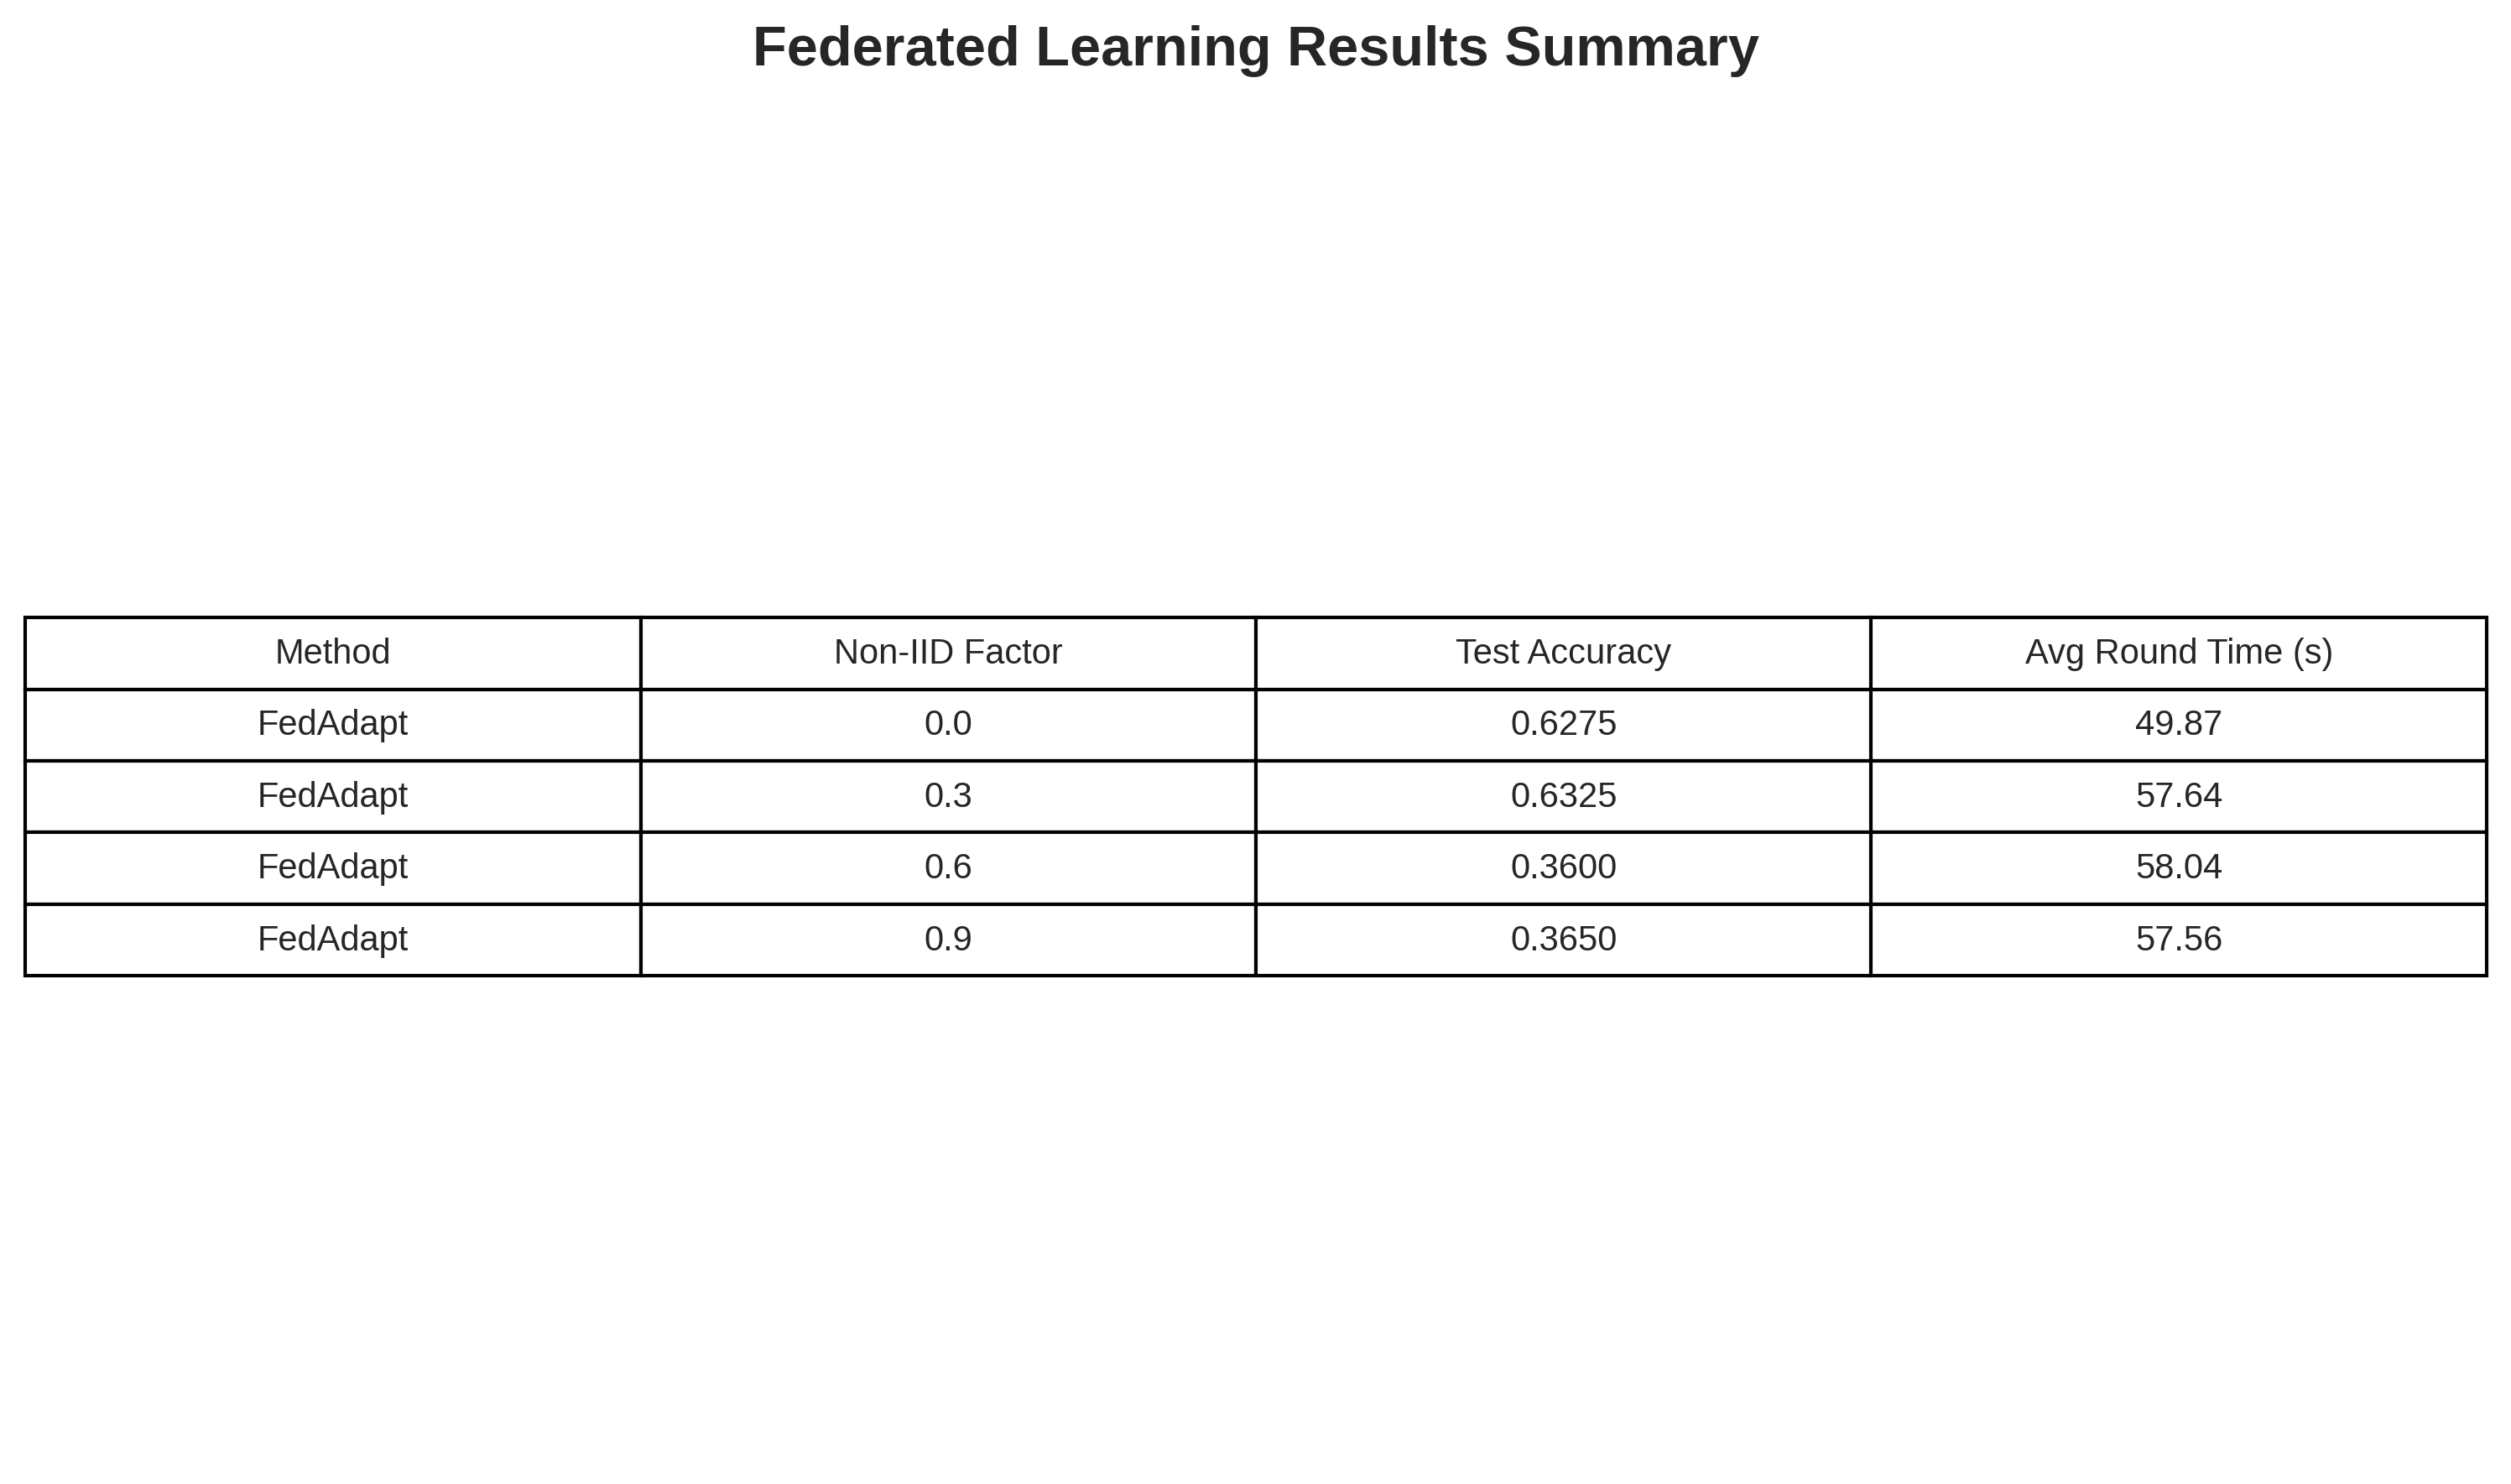 Federated Learning Results Summary
Method Non-IID Factor Test Accuracy Avg Round Time (s)
FedAdapt 0.0 0.6275 49.87
FedAdapt 0.3 0.6325 57.64
FedAdapt 0.6 0.3600 58.04
FedAdapt 0.9 0.3650 57.56